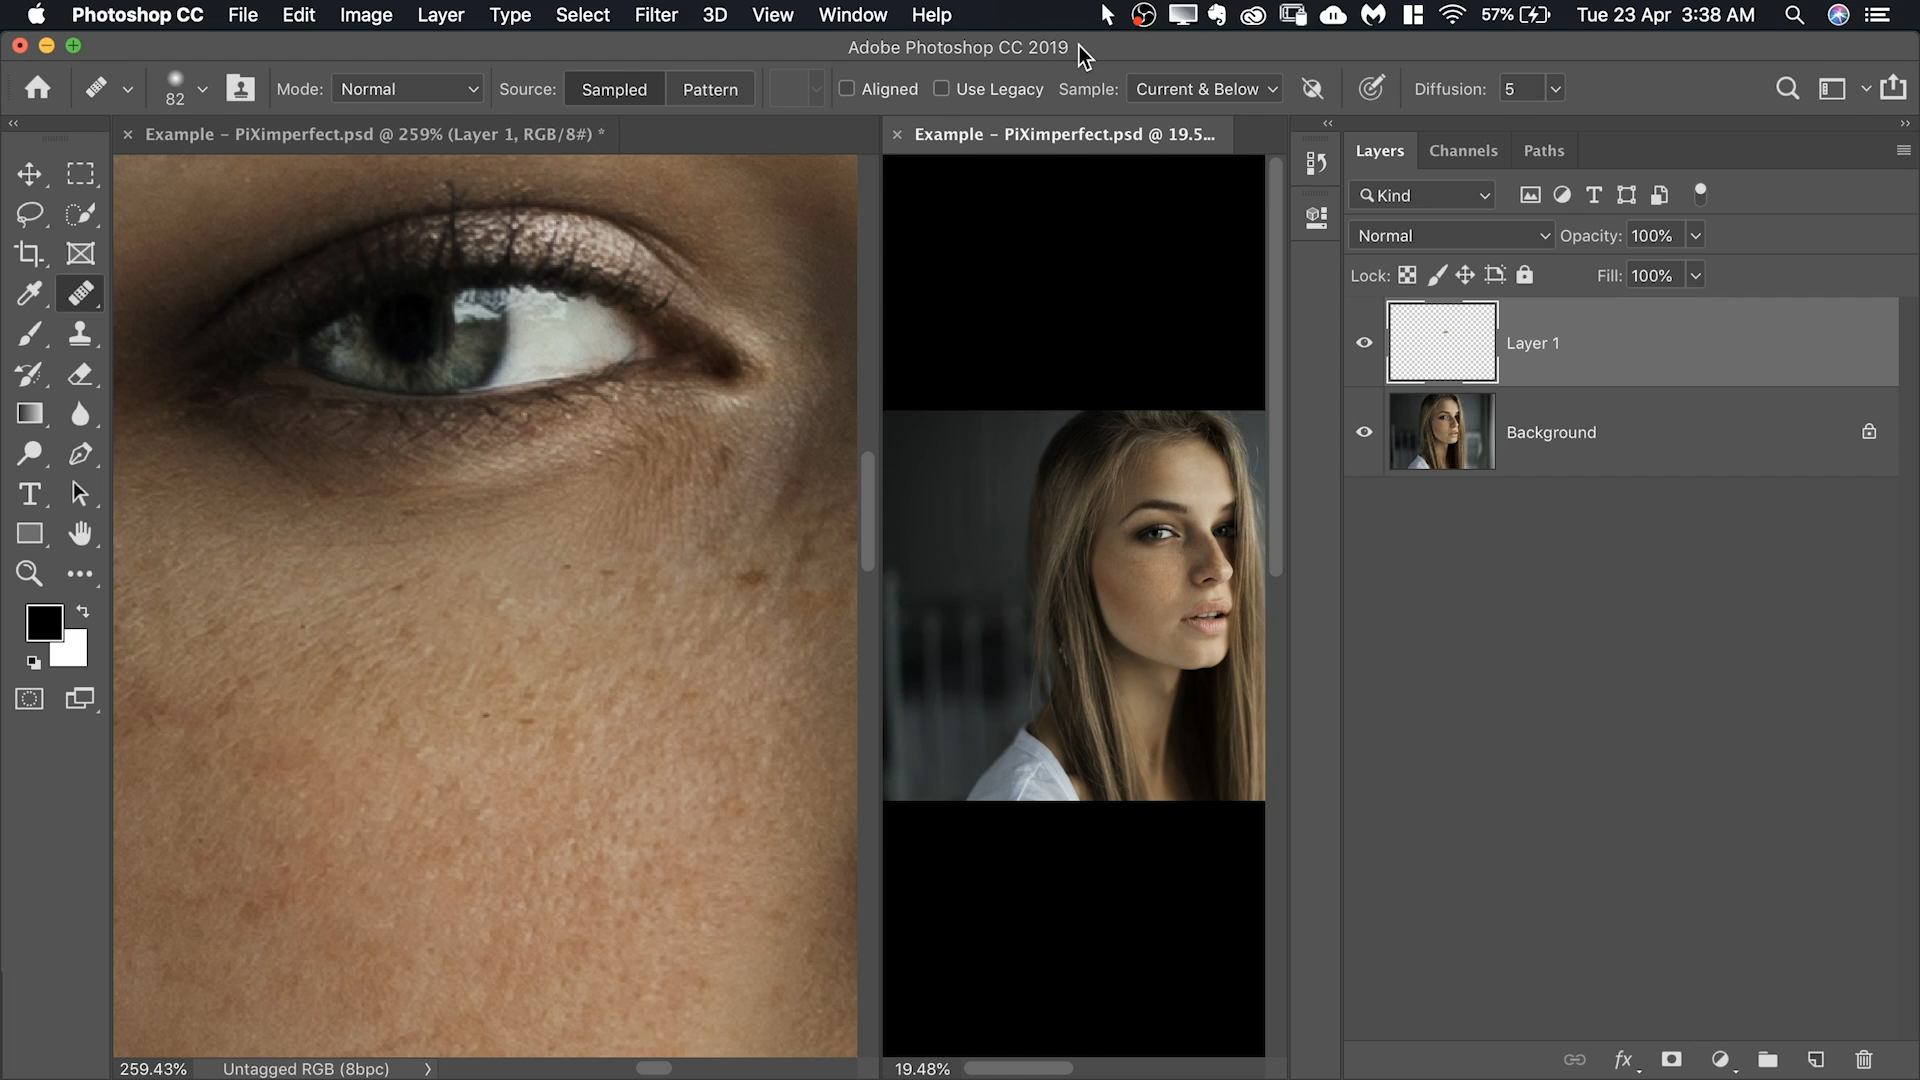 Photoshop CC File Edit Image Layer Type Select Filter 3D View Window Help 57% Tue 23 Apr 3:38 AM
Adobe Photoshop CC 2019
82 Mode: Normal Source: Sampled Pattern Aligned Use Legacy Sample: Current & Below Diffusion: 5
Example - PiXimperfect.psd @ 259% (Layer 1, RGB/8#) *
Example - PiXimperfect.psd @ 19.5...
Layers Channels Paths
Kind
Normal Opacity: 100%
Lock: Fill: 100%
Layer 1
Background
259.43% Untagged RGB (8bpc)
19.48%
fx